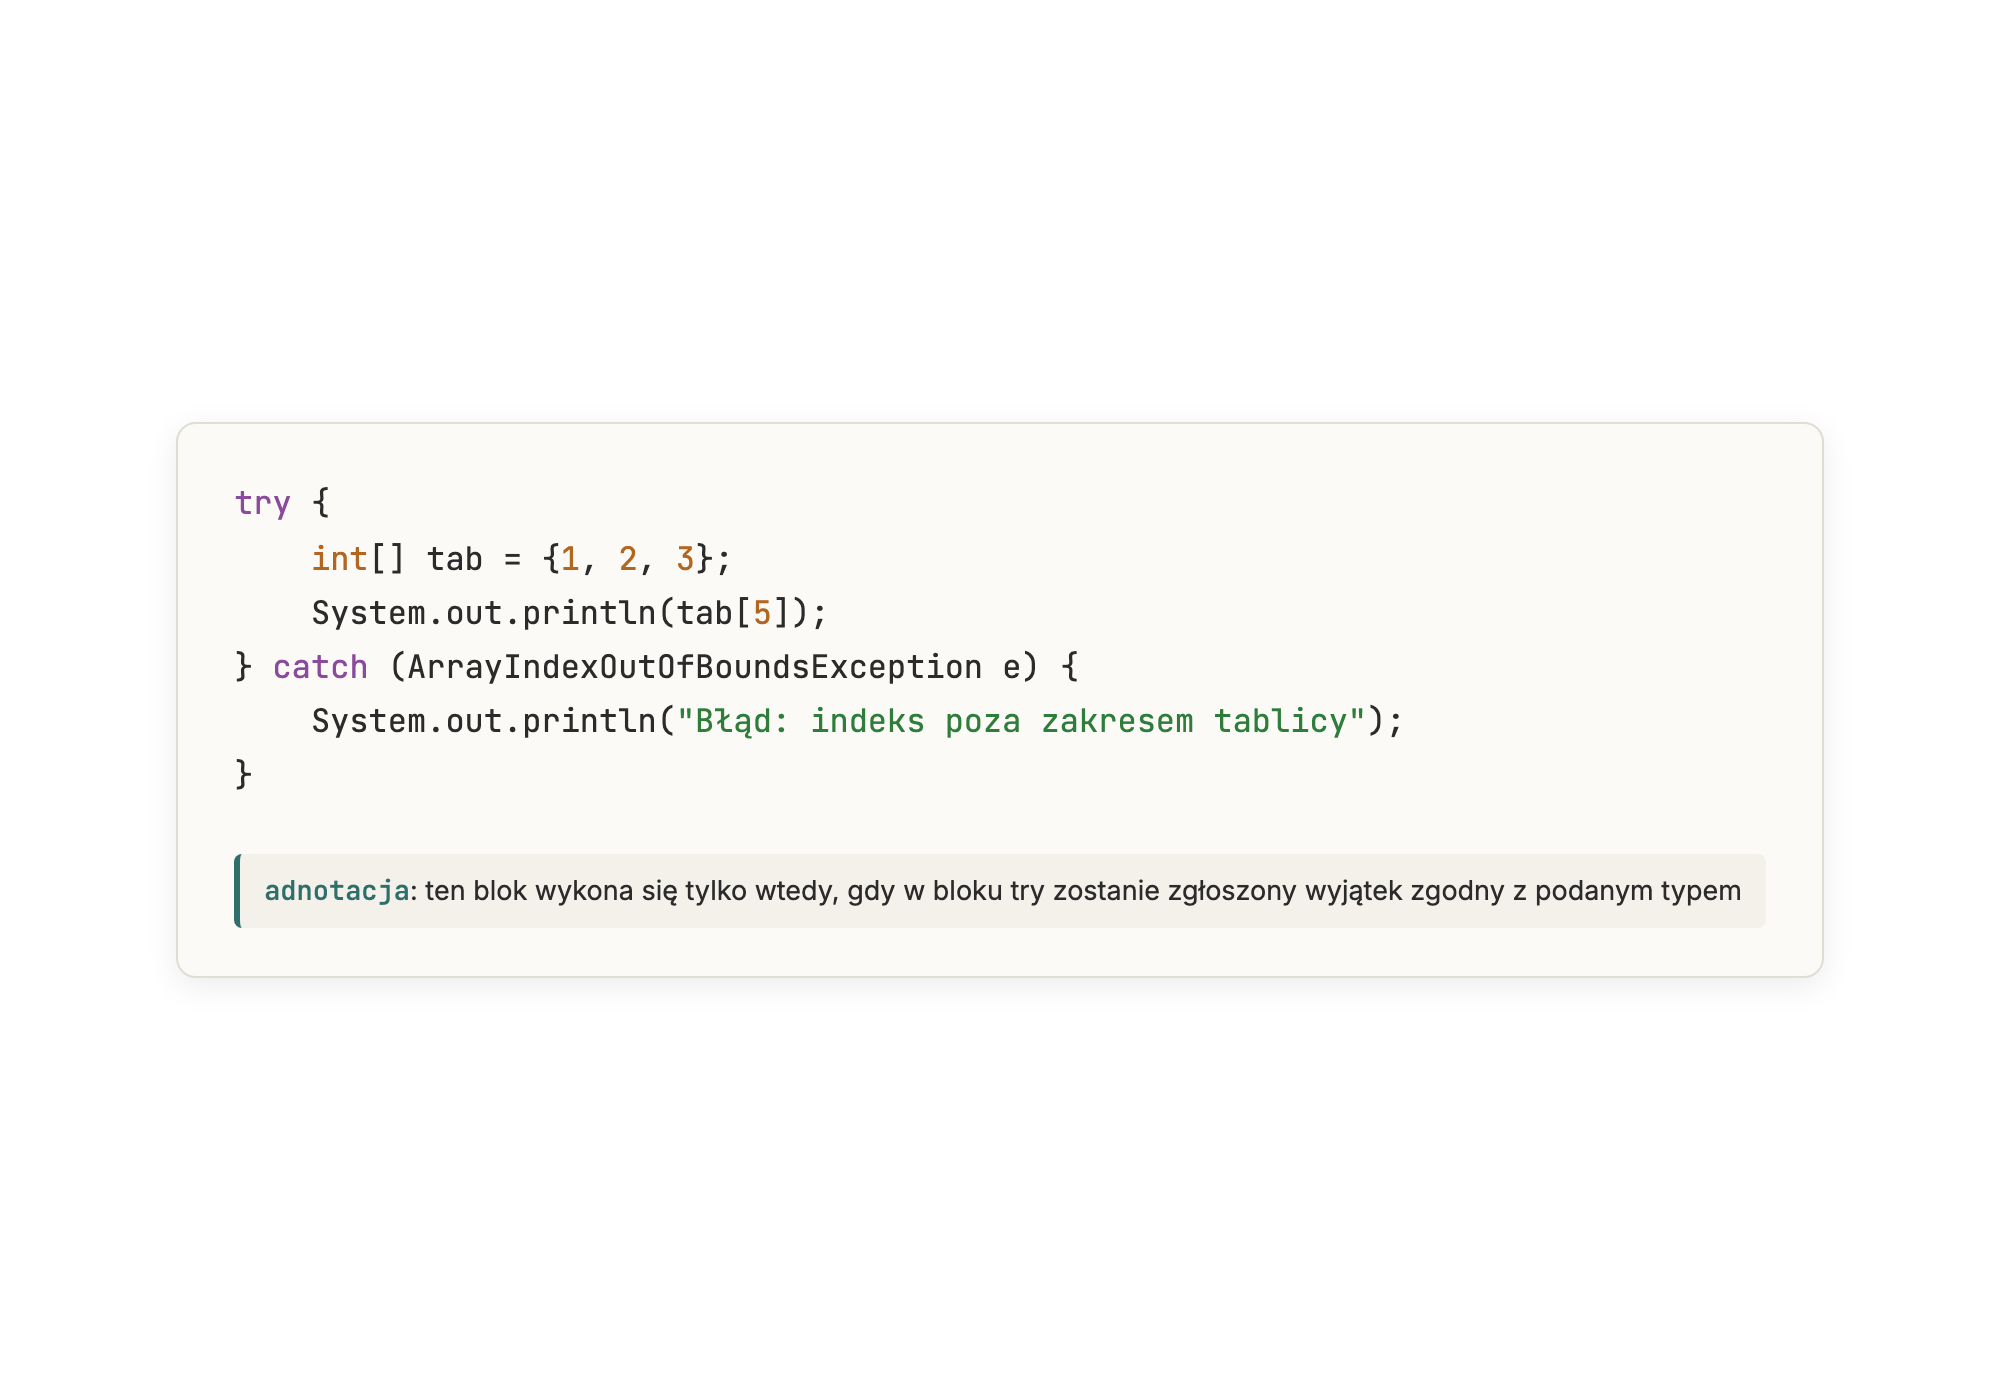 try {
    int[] tab = {1, 2, 3};
    System.out.println(tab[5]);
} catch (ArrayIndexOutOfBoundsException e) {
    System.out.println("Błąd: indeks poza zakresem tablicy");
}
adnotacja: ten blok wykona się tylko wtedy, gdy w bloku try zostanie zgłoszony wyjątek zgodny z podanym typem